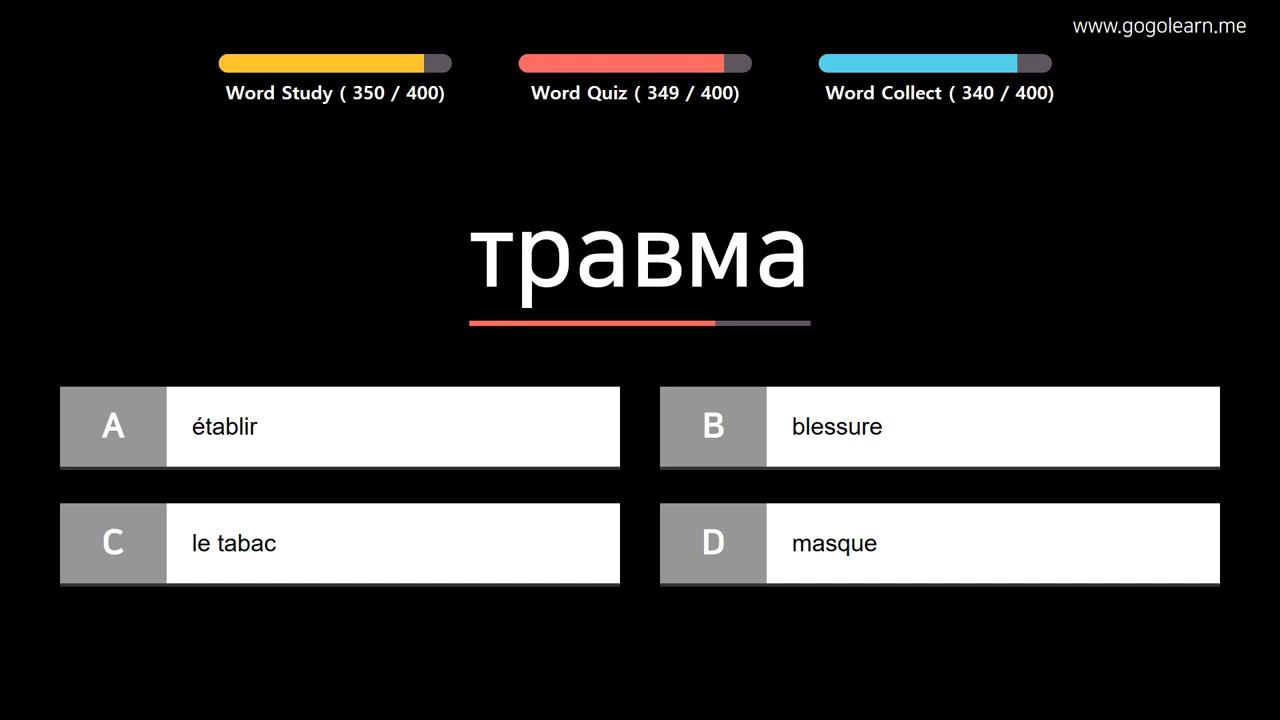 www.gogolearn.me
Word Study ( 350 / 400)
Word Quiz ( 349 / 400)
Word Collect ( 340 / 400)
травма
A établir
B blessure
C le tabac
D masque